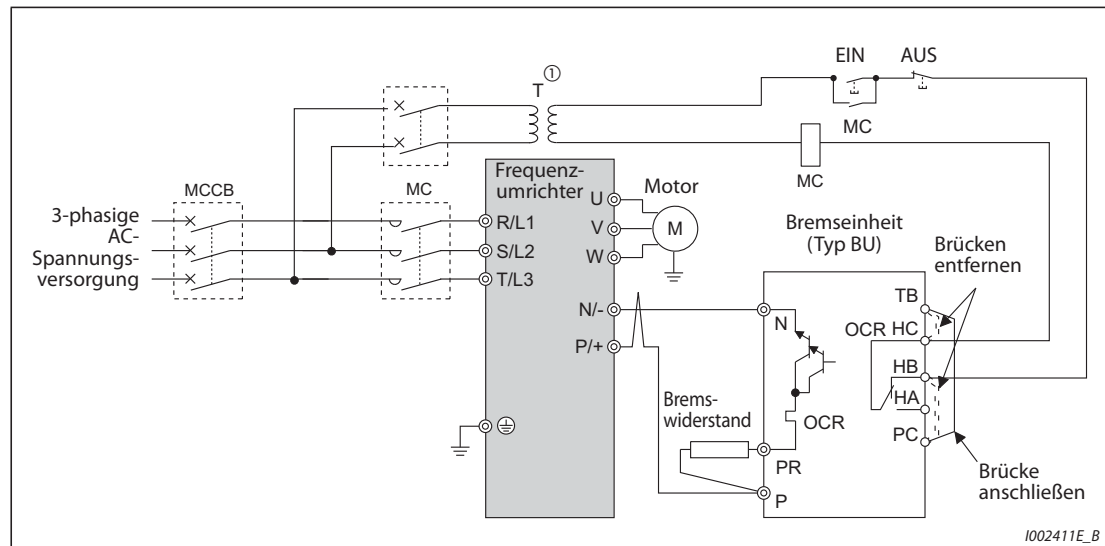 EIN
AUS
T ①
MC
MC
MCCB
MC
3-phasige
AC-
Spannungs-
versorgung
Frequenz-
umrichter
R/L1
S/L2
T/L3
U
V
W
Motor
M
N/-
P/+
Bremseinheit
(Typ BU)
Brücken
entfernen
N
TB
OCR HC
HB
HA
PC
Brems-
widerstand
OCR
PR
P
Brücke
anschließen
I002411E_B